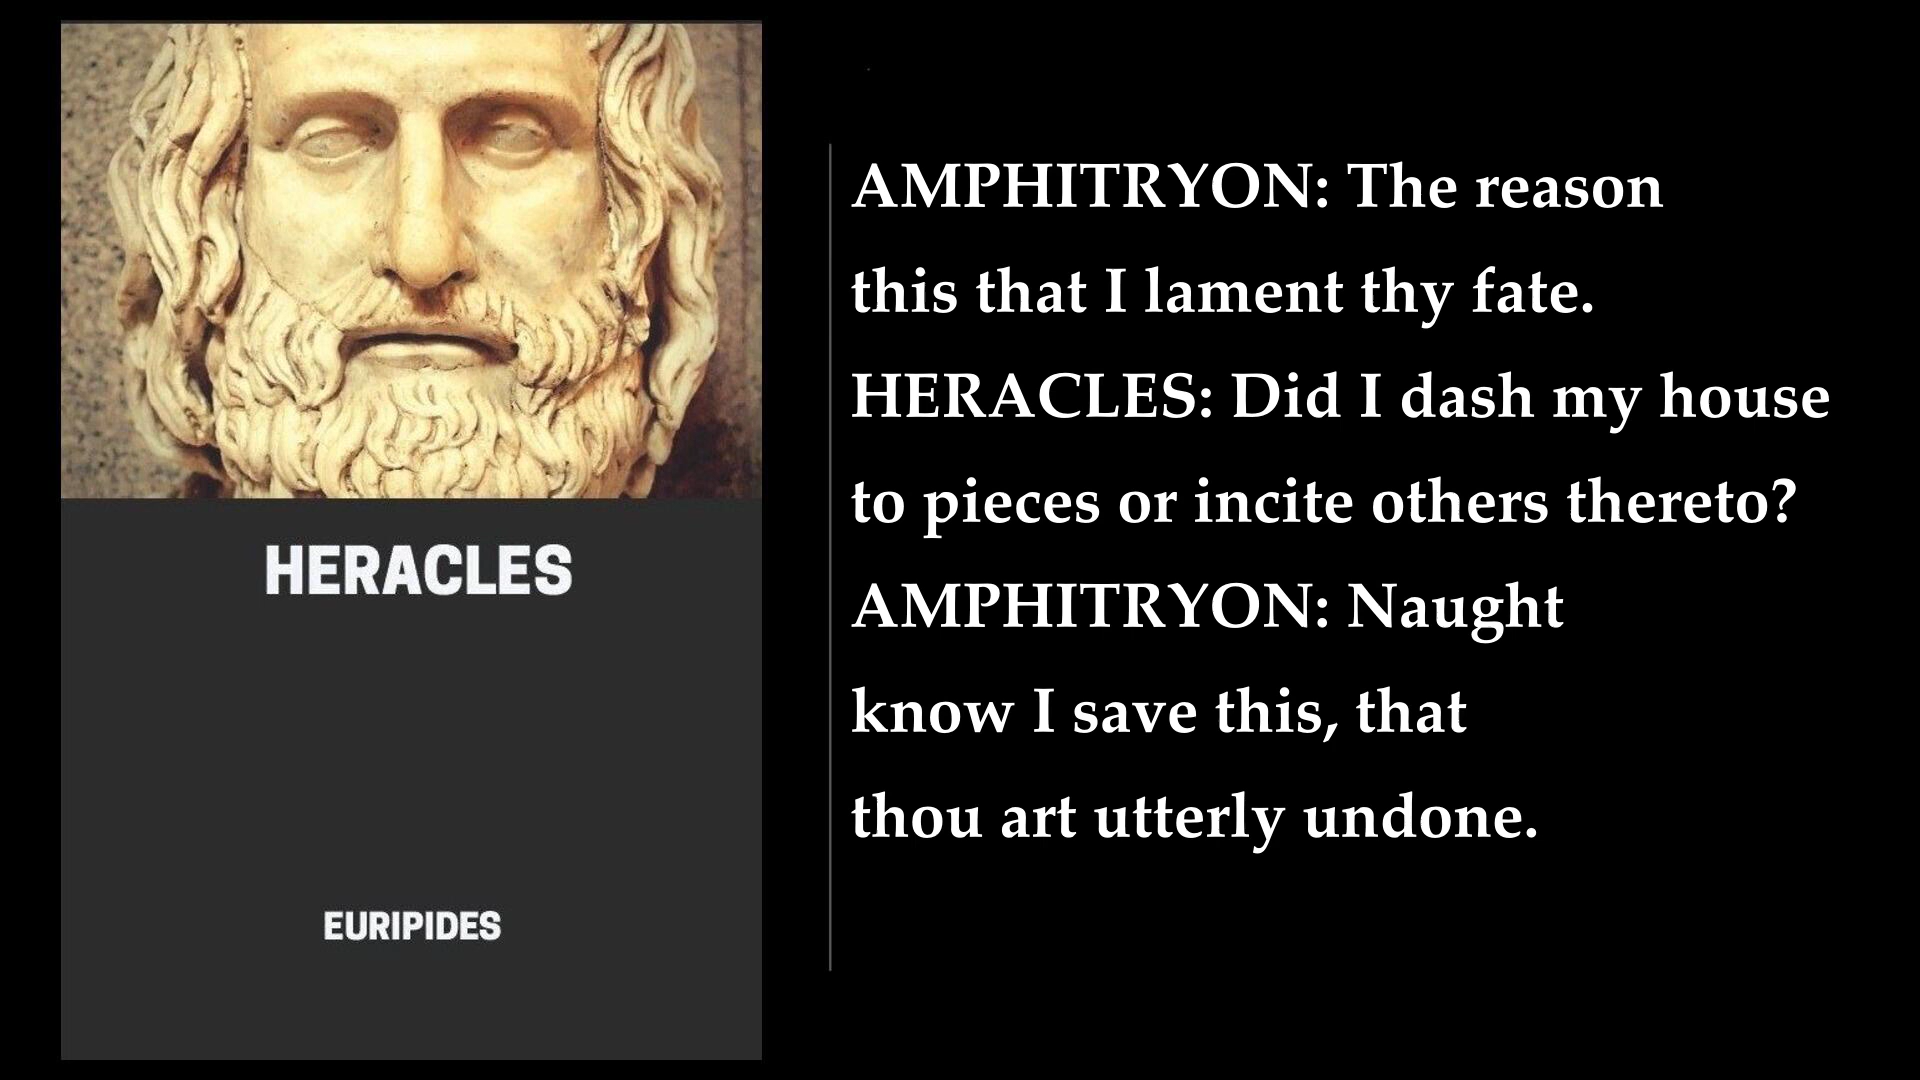 HERACLES
EURIPIDES
AMPHITRYON: The reason
this that I lament thy fate.
HERACLES: Did I dash my house
to pieces or incite others thereto?
AMPHITRYON: Naught
know I save this, that
thou art utterly undone.